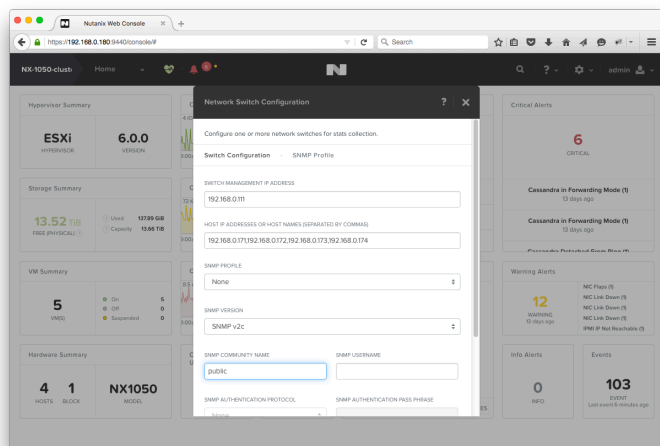 Nutanix Web Console
https://192.168.0.180:9440/console/#
Search
NX-1050-clust
Home
6
N
?
admin
Hypervisor Summary
ESXi
HYPERVISOR
6.0.0
VERSION
Storage Summary
13.52 TiB
FREE (PHYSICAL)
Used 137.89 GiB
Capacity 13.66 TiB
VM Summary
5
VM(S)
On 5
Off 0
Suspended 0
Hardware Summary
4
HOSTS
1
BLOCK
NX1050
MODEL
Network Switch Configuration
?
Configure one or more network switches for stats collection.
Switch Configuration
SNMP Profile
SWITCH MANAGEMENT IP ADDRESS
192.168.0.111
HOST IP ADDRESSES OR HOST NAMES (SEPARATED BY COMMAS)
192.168.0.171,192.168.0.172,192.168.0.173,192.168.0.174
SNMP PROFILE
None
SNMP VERSION
SNMP v2c
SNMP COMMUNITY NAME
SNMP USERNAME
public
SNMP AUTHENTICATION PROTOCOL
SNMP AUTHENTICATION PASS PHRASE
None
Critical Alerts
6
CRITICAL
Cassandra in Forwarding Mode (1)
13 days ago
Cassandra in Forwarding Mode (1)
13 days ago
Cassandra Detached From Ring (1)
Warning Alerts
12
WARNING
13 days ago
NIC Flaps (1)
NIC Link Down (1)
NIC Link Down (1)
NIC Link Down (1)
IPMI IP Not Reachable (1)
Info Alerts
0
INFO
Events
103
EVENT
Last event 6 minutes ago